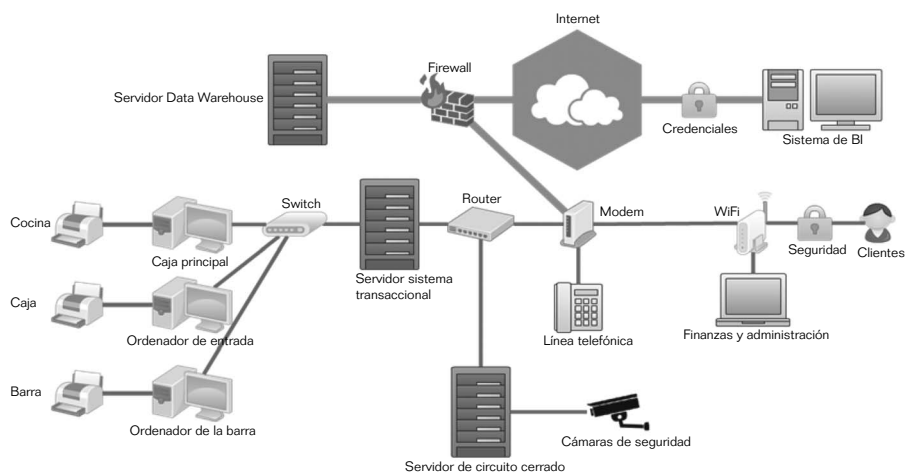 Internet
Firewall
Servidor Data Warehouse
Credenciales
Sistema de BI
Switch
Router
Modem
WiFi
Cocina
Caja principal
Servidor sistema
transaccional
Seguridad
Clientes
Caja
Ordenador de entrada
Línea telefónica
Finanzas y administración
Barra
Ordenador de la barra
Cámaras de seguridad
Servidor de circuito cerrado